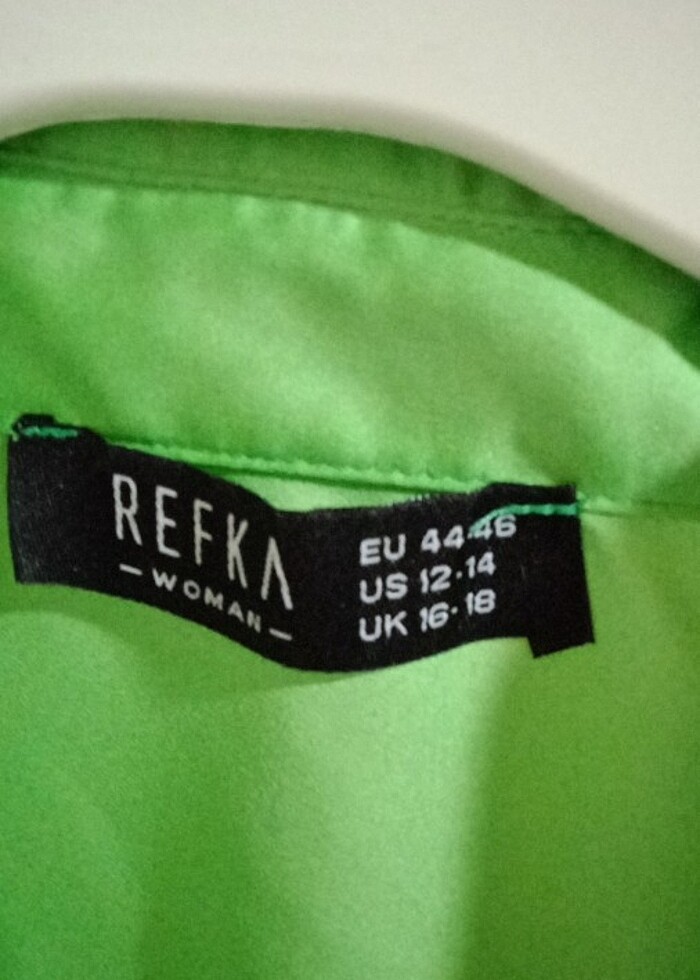 REFKA
– WOMAN –
EU 44-46
US 12-14
UK 16-18